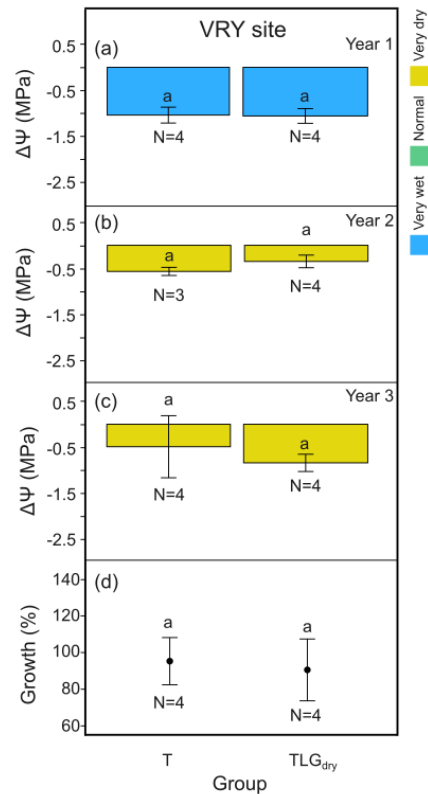 VRY site
(a)
Year 1
0.5
-0.5
-1.5
-2.5
ΔΨ (MPa)
a
a
N=4
N=4
(b)
Year 2
0.5
-0.5
-1.5
-2.5
ΔΨ (MPa)
a
a
N=3
N=4
(c)
Year 3
0.5
-0.5
-1.5
-2.5
ΔΨ (MPa)
a
a
N=4
N=4
(d)
140
120
100
80
60
Growth (%)
a
a
N=4
N=4
T
TLGdry
Group
Very dry
Normal
Very wet